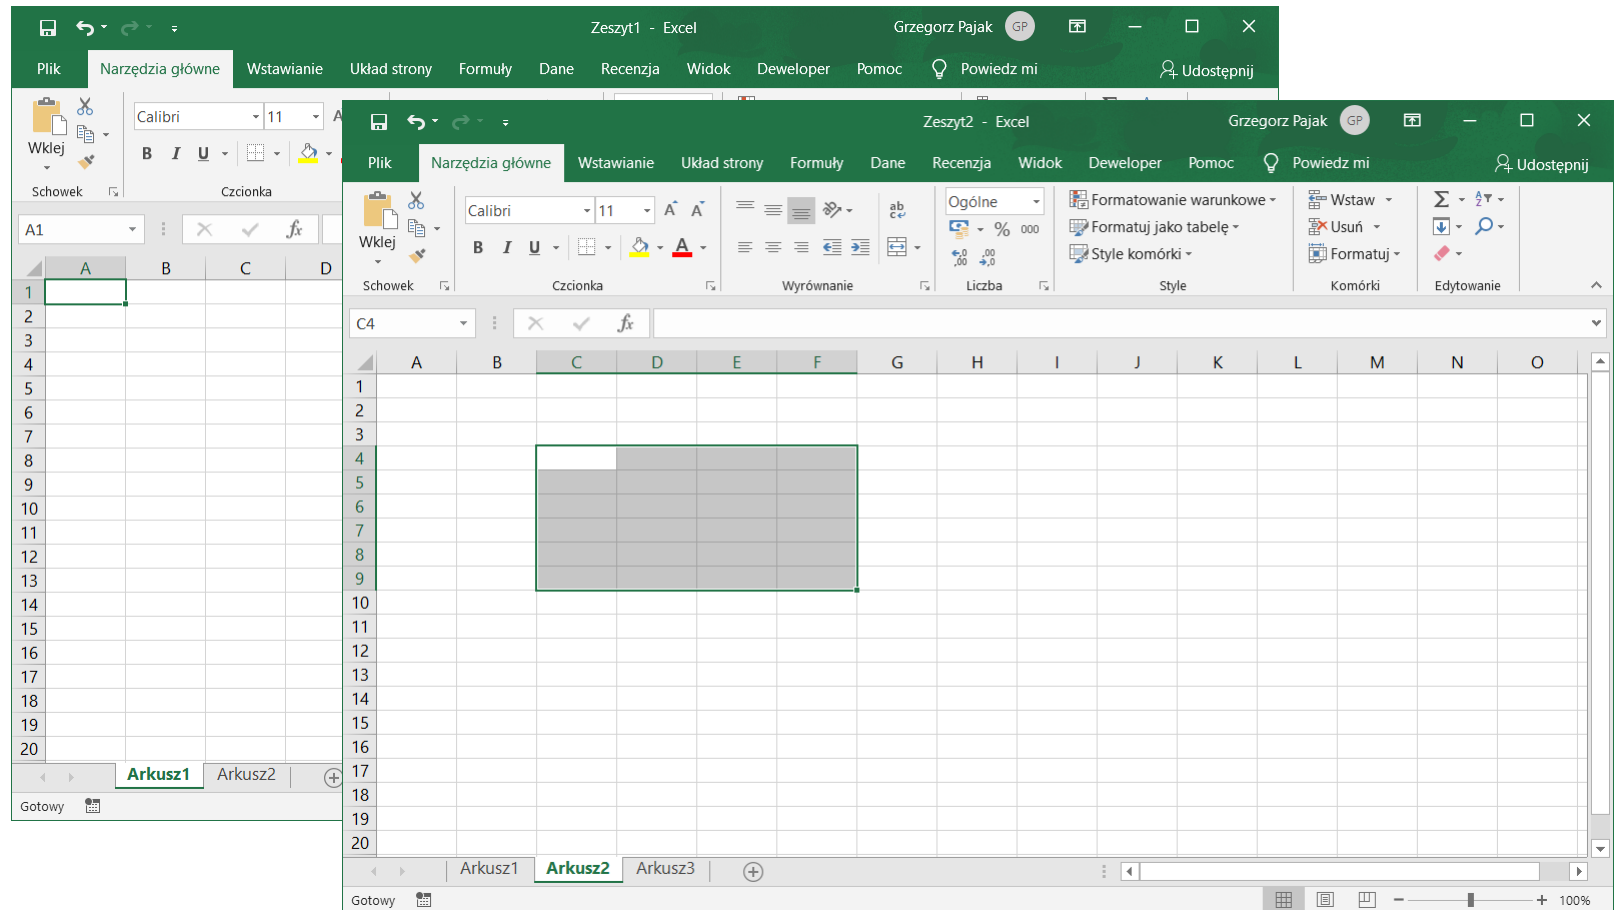 Zeszyt1 - Excel
Grzegorz Pajak
GP
Plik
Narzędzia główne
Wstawianie
Układ strony
Formuły
Dane
Recenzja
Widok
Deweloper
Pomoc
Powiedz mi
Udostępnij
Wklej
Calibri
11
B I U
Schowek
Czcionka
A1
fx
A B C D
1
2
3
4
5
6
7
8
9
10
11
12
13
14
15
16
17
18
19
20
Arkusz1
Arkusz2
Gotowy
Zeszyt2 - Excel
Grzegorz Pajak
GP
Plik
Narzędzia główne
Wstawianie
Układ strony
Formuły
Dane
Recenzja
Widok
Deweloper
Pomoc
Powiedz mi
Udostępnij
Wklej
Calibri
11
A A
B I U
A
ab
Ogólne
% 000
Formatowanie warunkowe
Formatuj jako tabelę
Style komórki
Wstaw
Usuń
Formatuj
Σ
Schowek
Czcionka
Wyrównanie
Liczba
Style
Komórki
Edytowanie
C4
fx
A B C D E F G H I J K L M N O
1
2
3
4
5
6
7
8
9
10
11
12
13
14
15
16
17
18
19
20
Arkusz1
Arkusz2
Arkusz3
Gotowy
100%